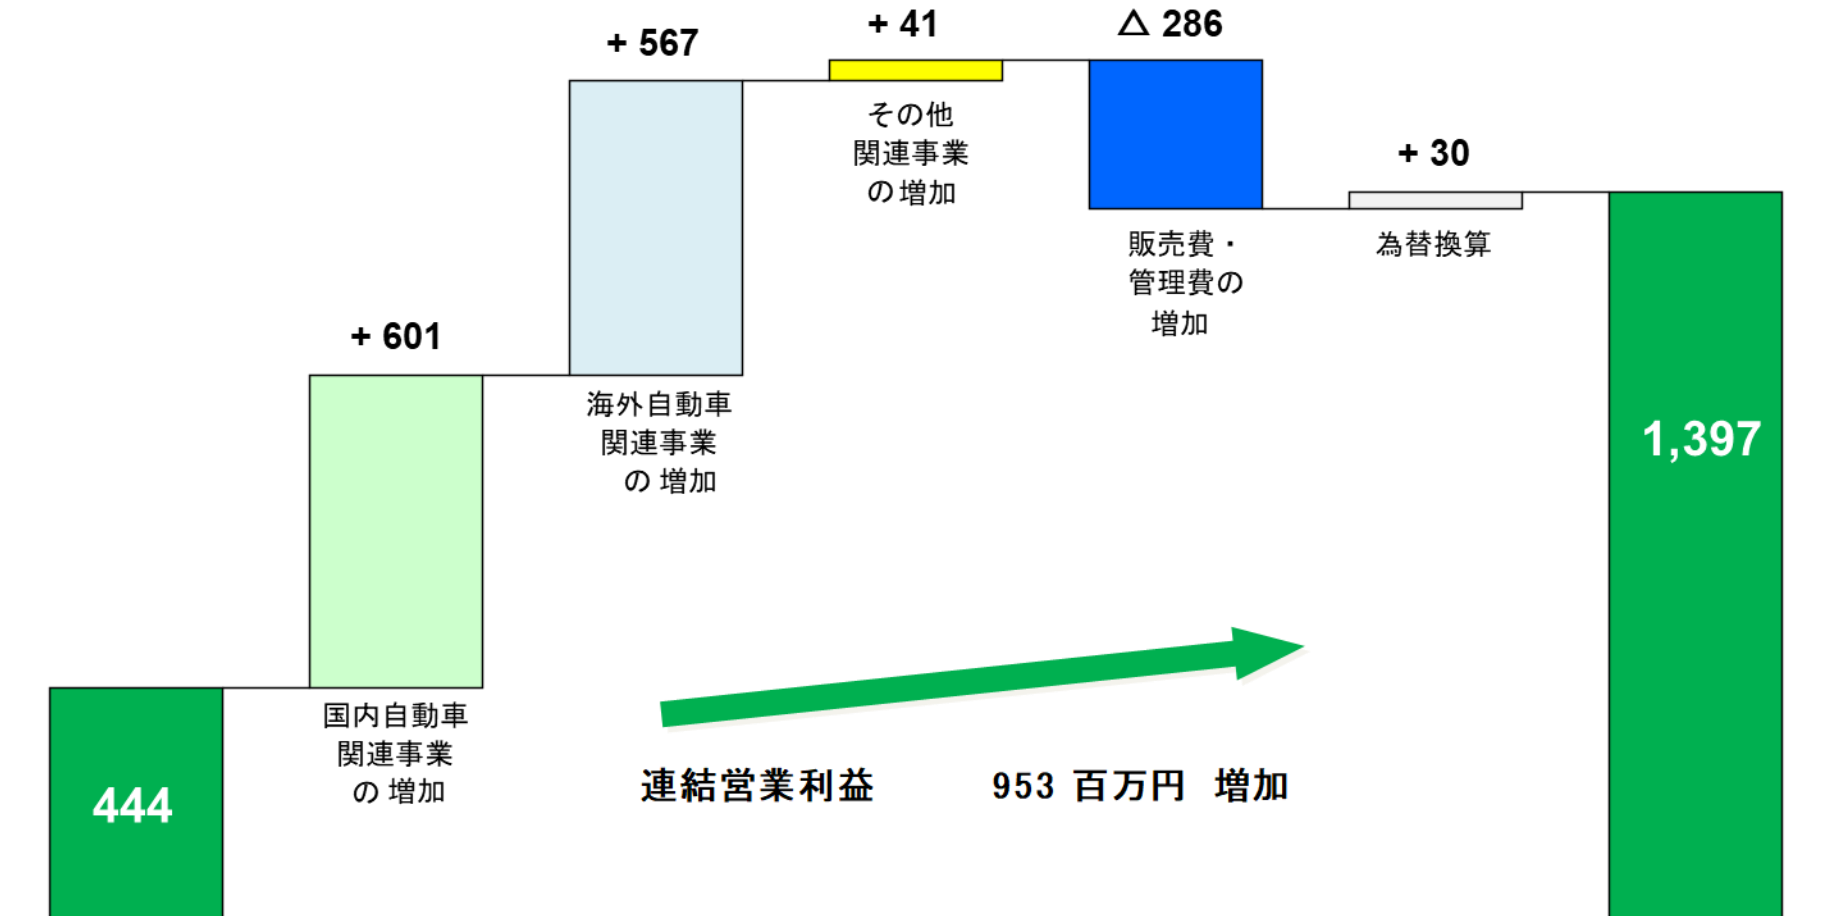 + 41
△ 286
+ 567
その他
関連事業
の増加
+ 30
販売費・
管理費の
増加
為替換算
+ 601
海外自動車
関連事業
の 増加
1,397
国内自動車
関連事業
の 増加
444
連結営業利益 953 百万円 増加